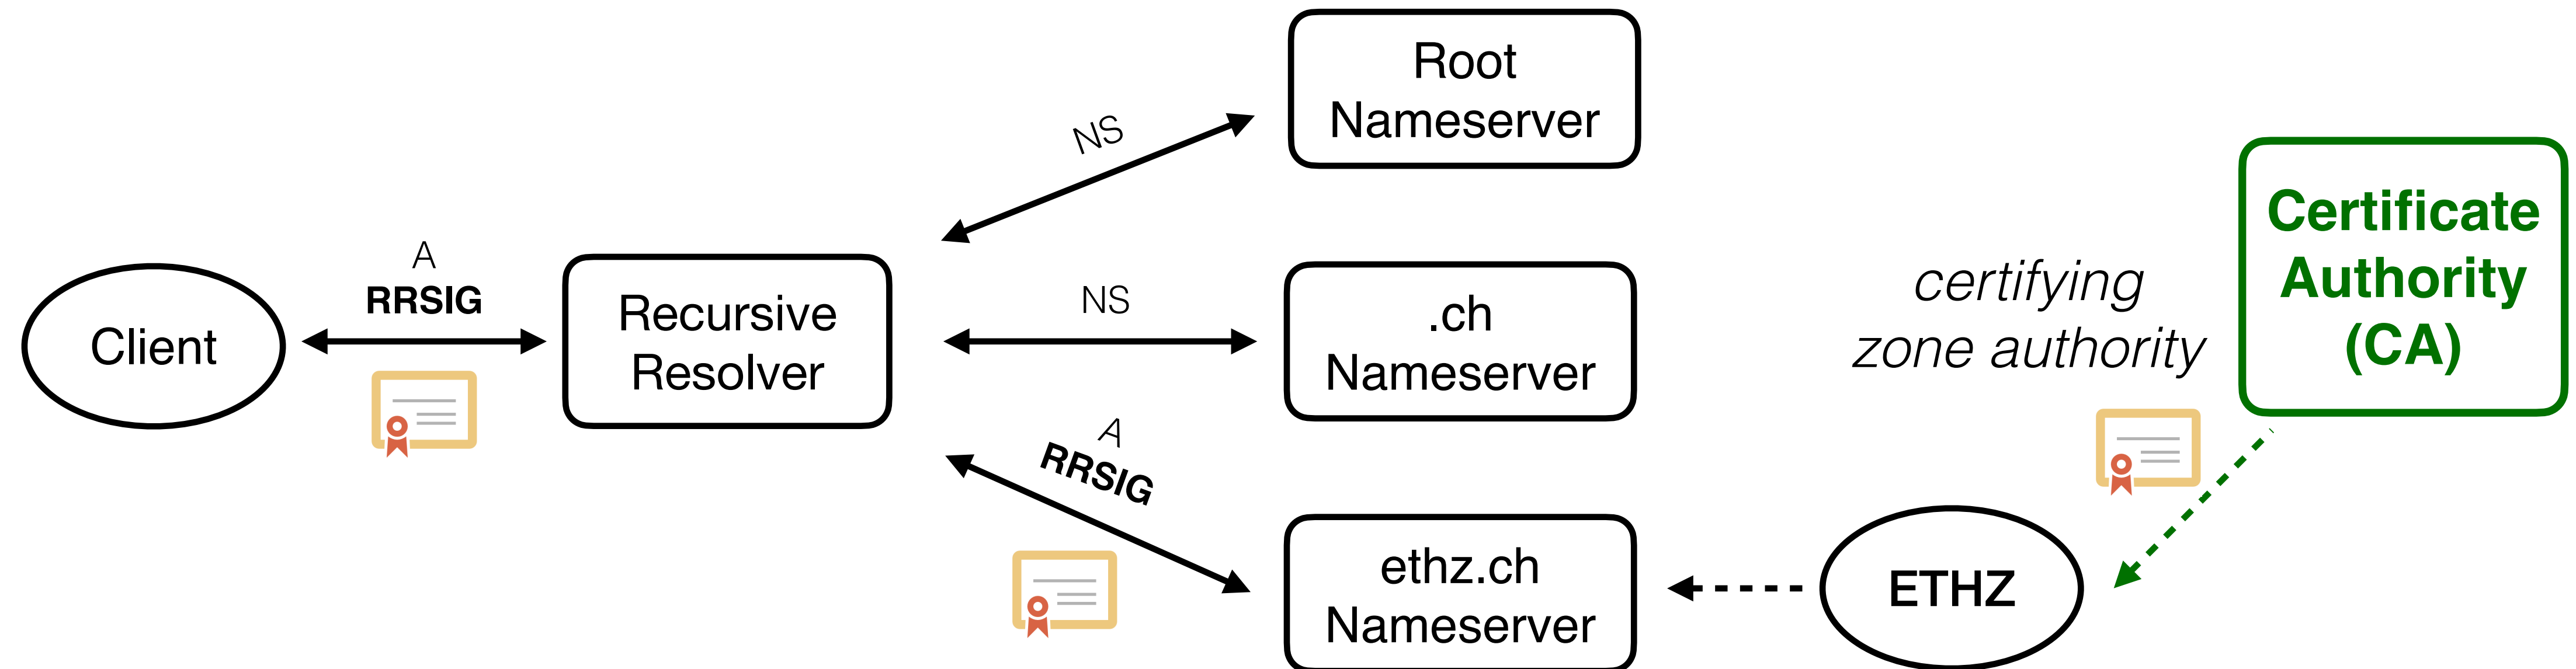 Root
Nameserver
NS
Certificate
Authority
(CA)
certifying
zone authority
A
RRSIG
Client
Recursive
Resolver
NS
.ch
Nameserver
A
RRSIG
ethz.ch
Nameserver
ETHZ